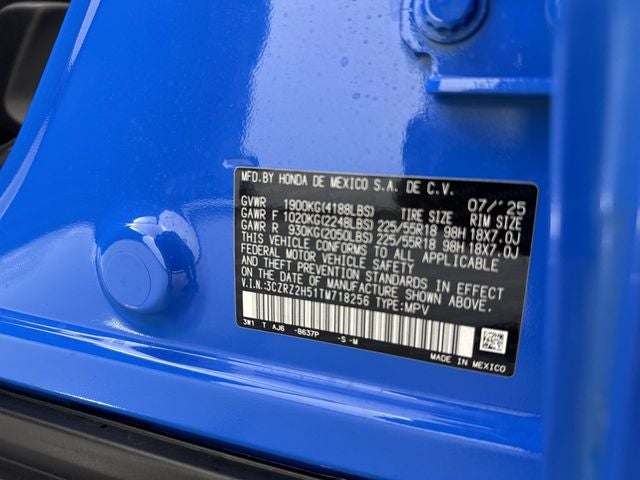 MFD.BY HONDA DE MEXICO S.A. DE C.V. 07/'25
GVWR 1900KG(4188LBS) TIRE SIZE RIM SIZE
GAWR F 1020KG(2248LBS) 225/55R18 98H 18X7.0J
GAWR R 930KG(2050LBS) 225/55R18 98H 18X7.0J
THIS VEHICLE CONFORMS TO ALL APPLICABLE
FEDERAL MOTOR VEHICLE SAFETY
AND THEFT PREVENTION STANDARDS IN EFFECT
ON THE DATE OF MANUFACTURE SHOWN ABOVE.
V.I.N.:3CZRZ2H51TM718256 TYPE:MPV
3W1 T AJ6 -B637P -S -M
MADE IN MEXICO